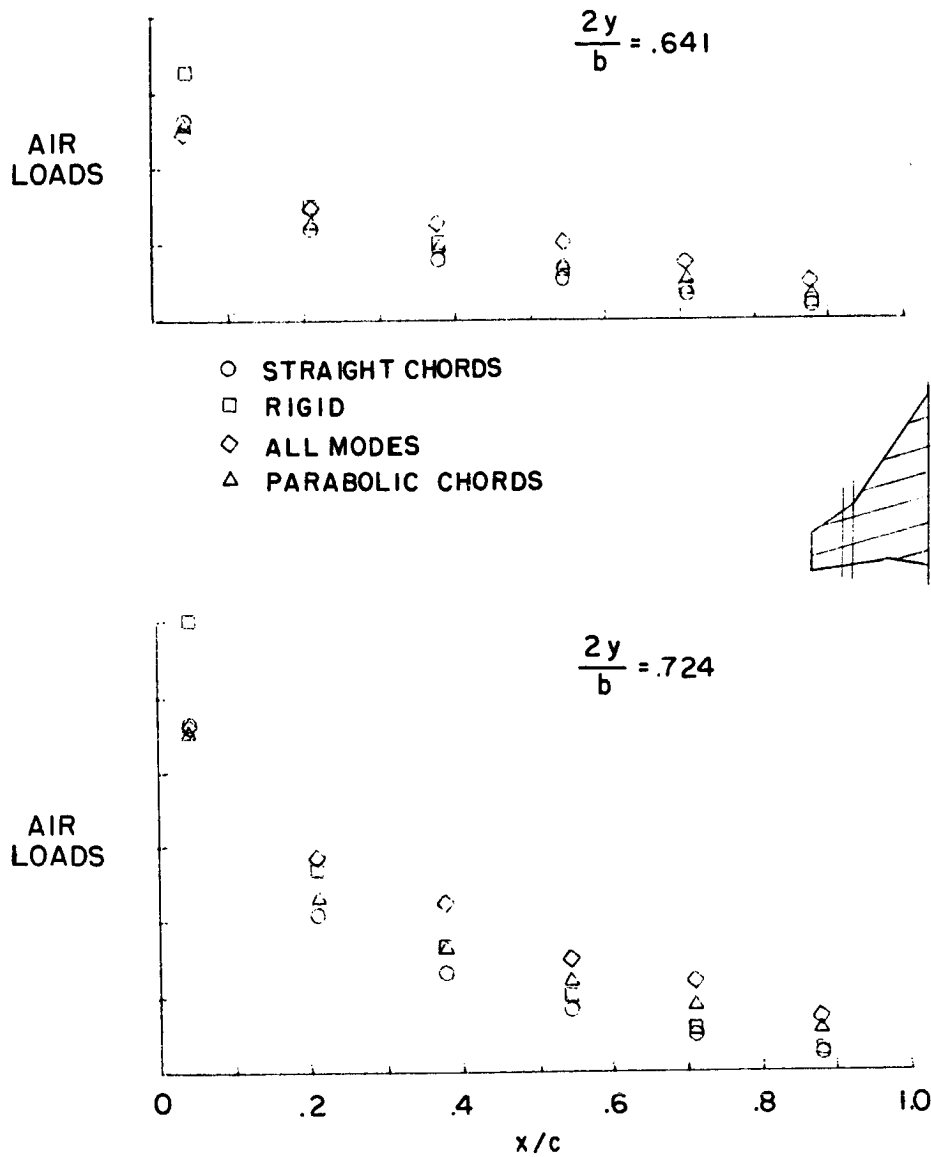 2y
b
= .641
AIR
LOADS
STRAIGHT CHORDS
RIGID
ALL MODES
PARABOLIC CHORDS
2y
b
= .724
AIR
LOADS
0 .2 .4 .6 .8 1.0
x/c